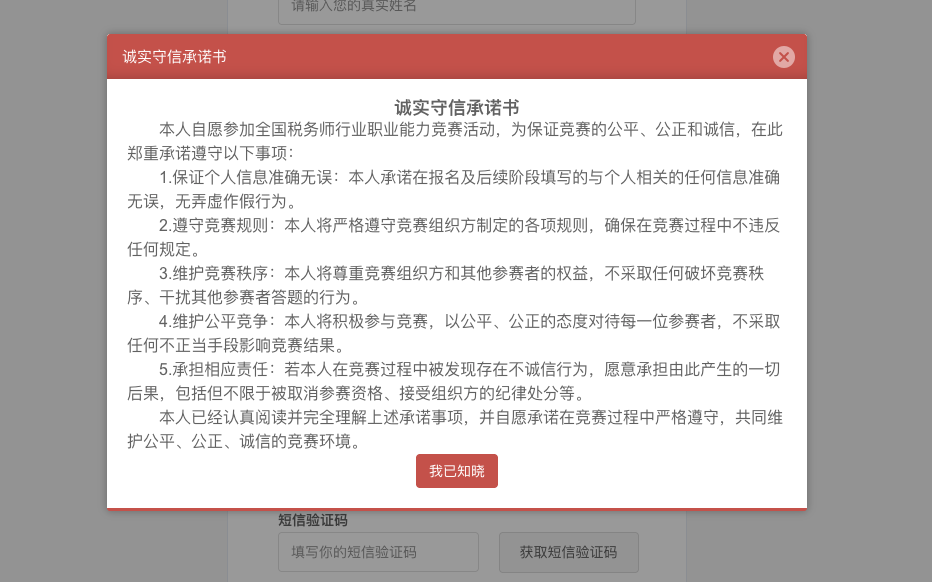 请输入您的真实姓名
诚实守信承诺书
诚实守信承诺书
本人自愿参加全国税务师行业职业能力竞赛活动，为保证竞赛的公平、公正和诚信，在此
郑重承诺遵守以下事项：
1.保证个人信息准确无误：本人承诺在报名及后续阶段填写的与个人相关的任何信息准确
无误，无弄虚作假行为。
2.遵守竞赛规则：本人将严格遵守竞赛组织方制定的各项规则，确保在竞赛过程中不违反
任何规定。
3.维护竞赛秩序：本人将尊重竞赛组织方和其他参赛者的权益，不采取任何破坏竞赛秩
序、干扰其他参赛者答题的行为。
4.维护公平竞争：本人将积极参与竞赛，以公平、公正的态度对待每一位参赛者，不采取
任何不正当手段影响竞赛结果。
5.承担相应责任：若本人在竞赛过程中被发现存在不诚信行为，愿意承担由此产生的一切
后果，包括但不限于被取消参赛资格、接受组织方的纪律处分等。
本人已经认真阅读并完全理解上述承诺事项，并自愿承诺在竞赛过程中严格遵守，共同维
护公平、公正、诚信的竞赛环境。
我已知晓
短信验证码
填写你的短信验证码
获取短信验证码